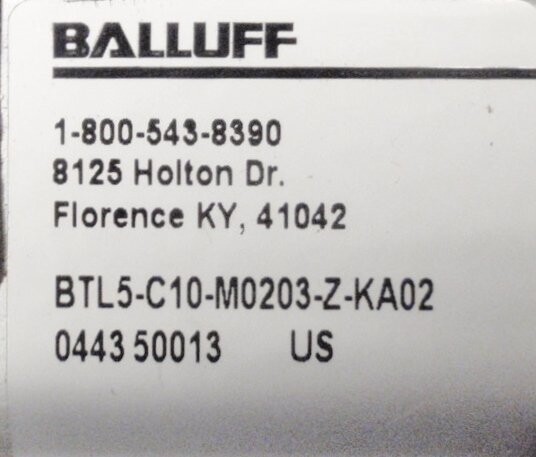 BALLUFF
1-800-543-8390
8125 Holton Dr.
Florence KY, 41042
BTL5-C10-M0203-Z-KA02
0443 50013 US